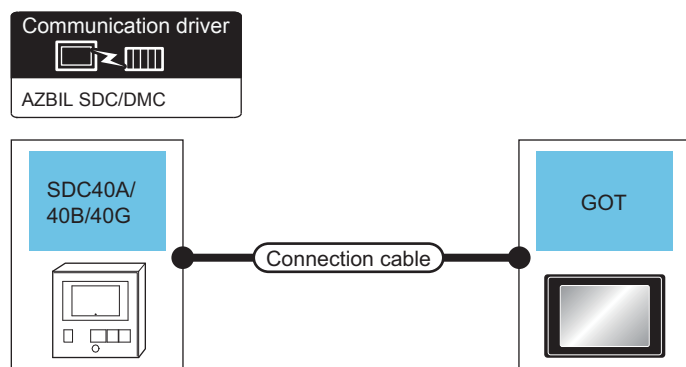 Communication driver
AZBIL SDC/DMC
SDC40A/
40B/40G
GOT
Connection cable